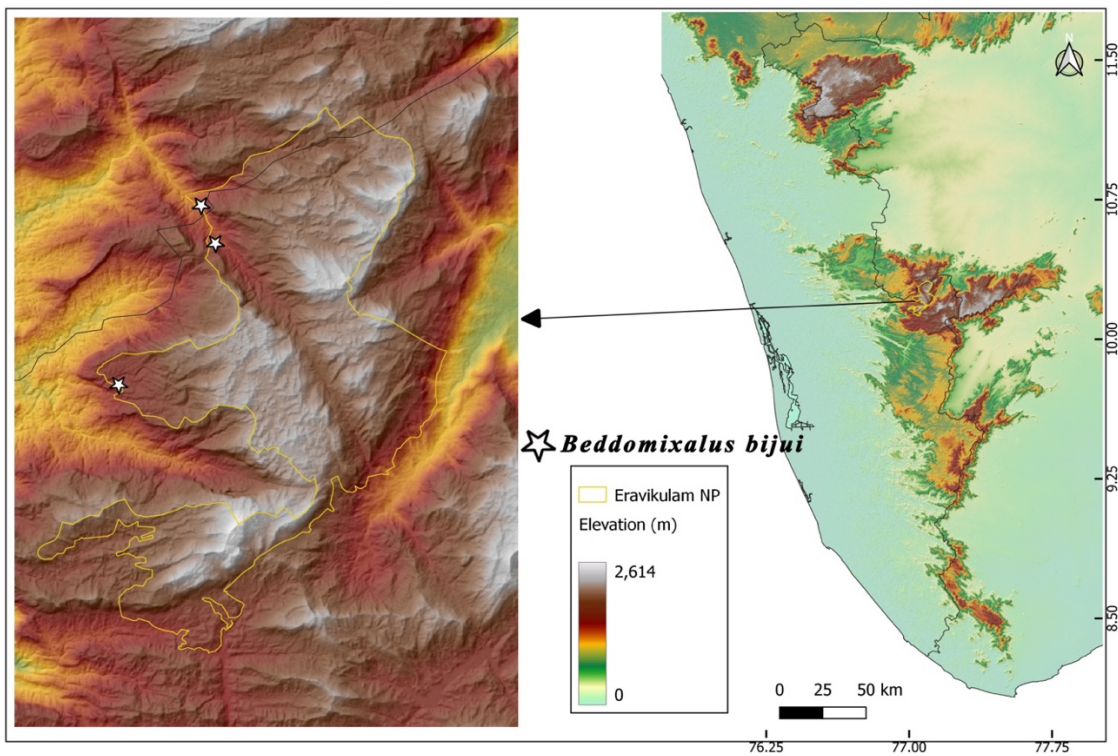 N
11.50
10.75
10.00
9.25
8.50
Beddomixalus bijui
Eravikulam NP
Elevation (m)
2,614
0
0 25 50 km
76.25 77.00 77.75